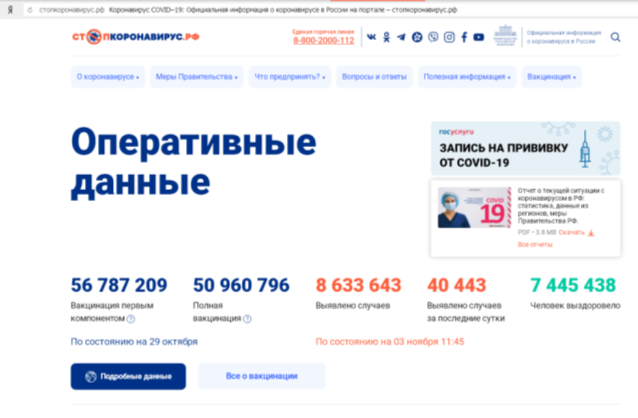 стопкоронавирус.рф Коронавирус COVID–19: Официальная информация о коронавирусе в России на портале – стопкоронавирус.рф
СТОПКОРОНАВИРУС.РФ
Единая горячая линия
8-800-2000-112
Официальная информация
о коронавирусе в России
О коронавирусе
Меры Правительства
Что предпринять?
Вопросы и ответы
Полезная информация
Вакцинация
Оперативные
данные
госуслуги
ЗАПИСЬ НА ПРИВИВКУ
ОТ COVID-19
COVID
19
Отчет о текущей ситуации с
коронавирусом в РФ:
статистика, данные из
регионов, меры
Правительства РФ.
PDF – 3.8 MB Скачать
Все отчеты
56 787 209
Вакцинация первым
компонентом ?
50 960 796
Полная
вакцинация ?
8 633 643
Выявлено случаев
40 443
Выявлено случаев
за последние сутки
7 445 438
Человек выздоровело
По состоянию на 29 октября
По состоянию на 03 ноября 11:45
Подробные данные
Все о вакцинации